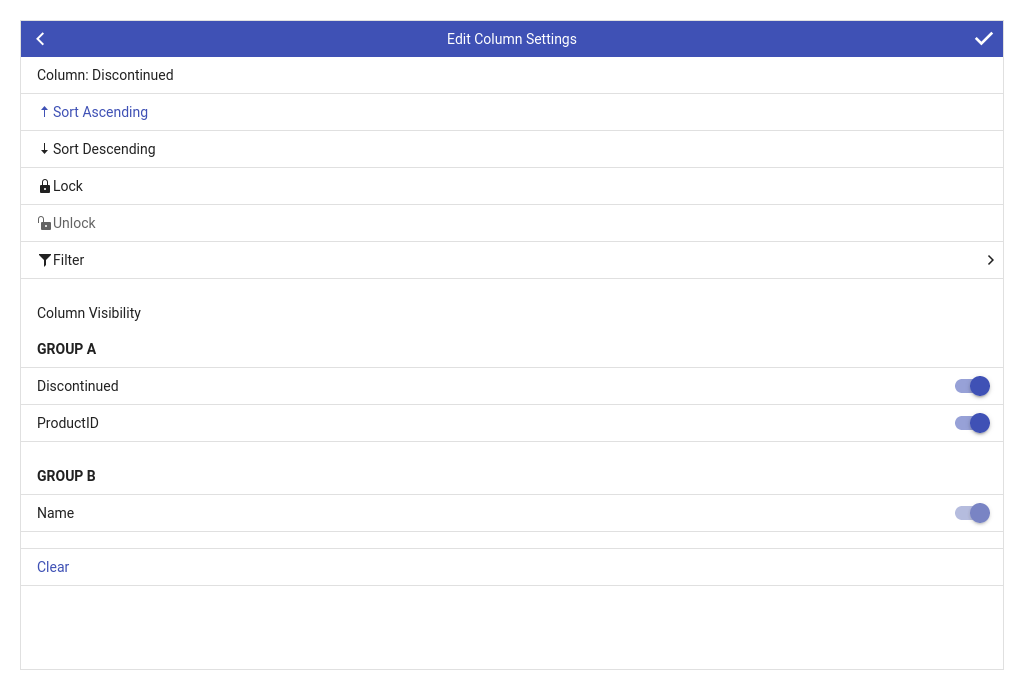 Edit Column Settings
Column: Discontinued
Sort Ascending
Sort Descending
Lock
Unlock
Filter
Column Visibility
GROUP A
Discontinued
ProductID
GROUP B
Name
Clear